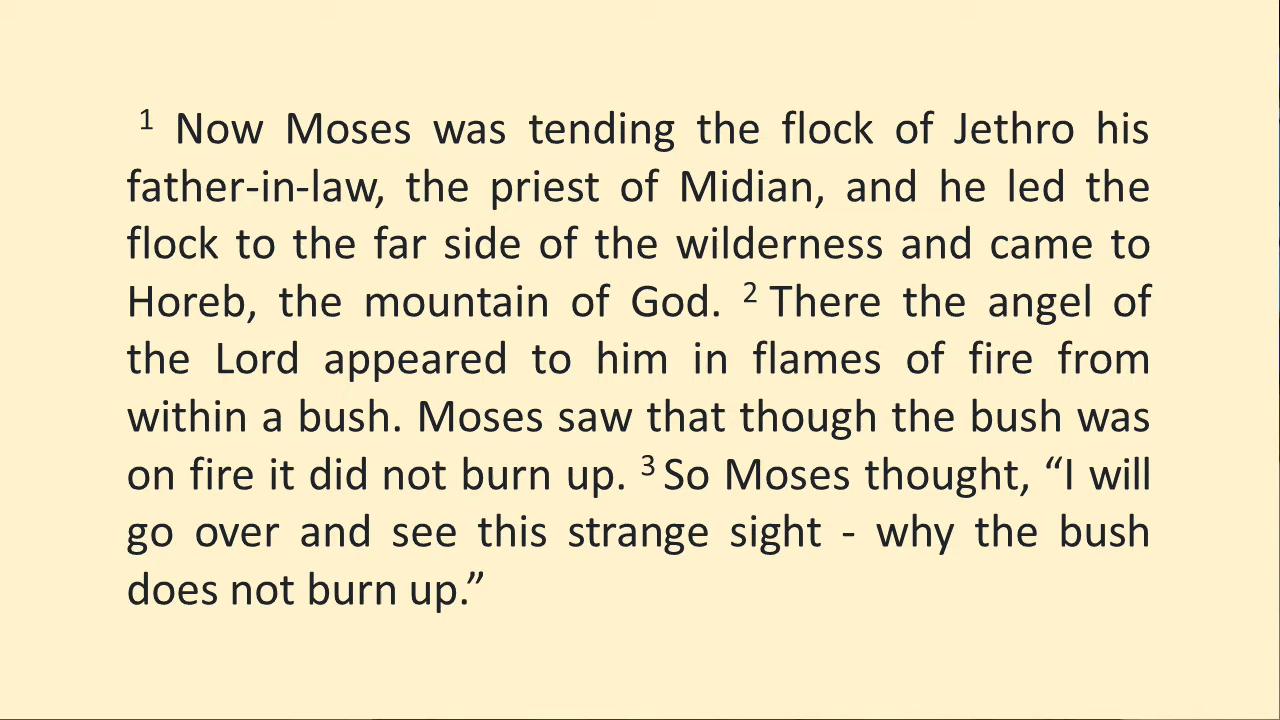 1 Now Moses was tending the flock of Jethro his
father-in-law, the priest of Midian, and he led the
flock to the far side of the wilderness and came to
Horeb, the mountain of God. 2 There the angel of
the Lord appeared to him in flames of fire from
within a bush. Moses saw that though the bush was
on fire it did not burn up. 3 So Moses thought, “I will
go over and see this strange sight - why the bush
does not burn up.”